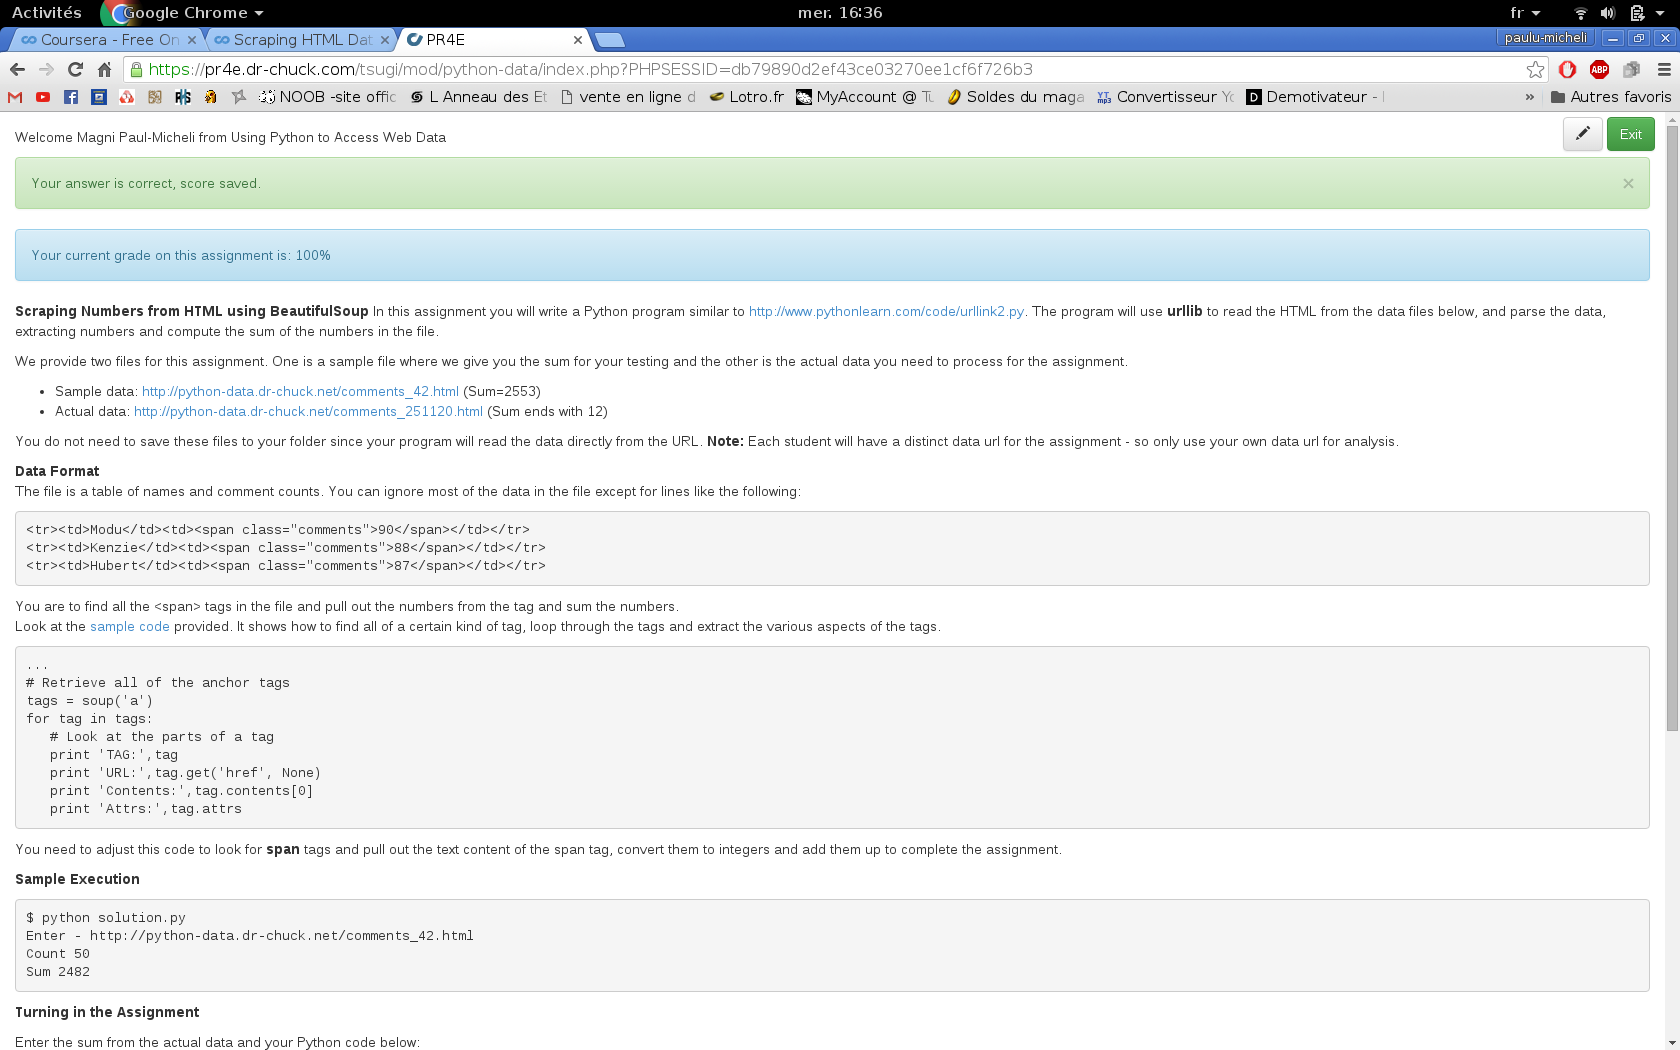 Activités Google Chrome mer. 16:36 fr
Coursera - Free On Scraping HTML Dat PR4E paulu-micheli
https://pr4e.dr-chuck.com/tsugi/mod/python-data/index.php?PHPSESSID=db79890d2ef43ce03270ee1cf6f726b3 ABP
NOOB -site offic L Anneau des Et vente en ligne d Lotro.fr MyAccount @ Tu Soldes du maga Convertisseur Yo Demotivateur - » Autres favoris
Welcome Magni Paul-Micheli from Using Python to Access Web Data
Exit
Your answer is correct, score saved. ×
Your current grade on this assignment is: 100%
Scraping Numbers from HTML using BeautifulSoup In this assignment you will write a Python program similar to http://www.pythonlearn.com/code/urllink2.py. The program will use urllib to read the HTML from the data files below, and parse the data,
extracting numbers and compute the sum of the numbers in the file.
We provide two files for this assignment. One is a sample file where we give you the sum for your testing and the other is the actual data you need to process for the assignment.
• Sample data: http://python-data.dr-chuck.net/comments_42.html (Sum=2553)
• Actual data: http://python-data.dr-chuck.net/comments_251120.html (Sum ends with 12)
You do not need to save these files to your folder since your program will read the data directly from the URL. Note: Each student will have a distinct data url for the assignment - so only use your own data url for analysis.
Data Format
The file is a table of names and comment counts. You can ignore most of the data in the file except for lines like the following:
<tr><td>Modu</td><td><span class="comments">90</span></td></tr>
<tr><td>Kenzie</td><td><span class="comments">88</span></td></tr>
<tr><td>Hubert</td><td><span class="comments">87</span></td></tr>
You are to find all the <span> tags in the file and pull out the numbers from the tag and sum the numbers.
Look at the sample code provided. It shows how to find all of a certain kind of tag, loop through the tags and extract the various aspects of the tags.
...
# Retrieve all of the anchor tags
tags = soup('a')
for tag in tags:
   # Look at the parts of a tag
   print 'TAG:',tag
   print 'URL:',tag.get('href', None)
   print 'Contents:',tag.contents[0]
   print 'Attrs:',tag.attrs
You need to adjust this code to look for span tags and pull out the text content of the span tag, convert them to integers and add them up to complete the assignment.
Sample Execution
$ python solution.py
Enter - http://python-data.dr-chuck.net/comments_42.html
Count 50
Sum 2482
Turning in the Assignment
Enter the sum from the actual data and your Python code below: